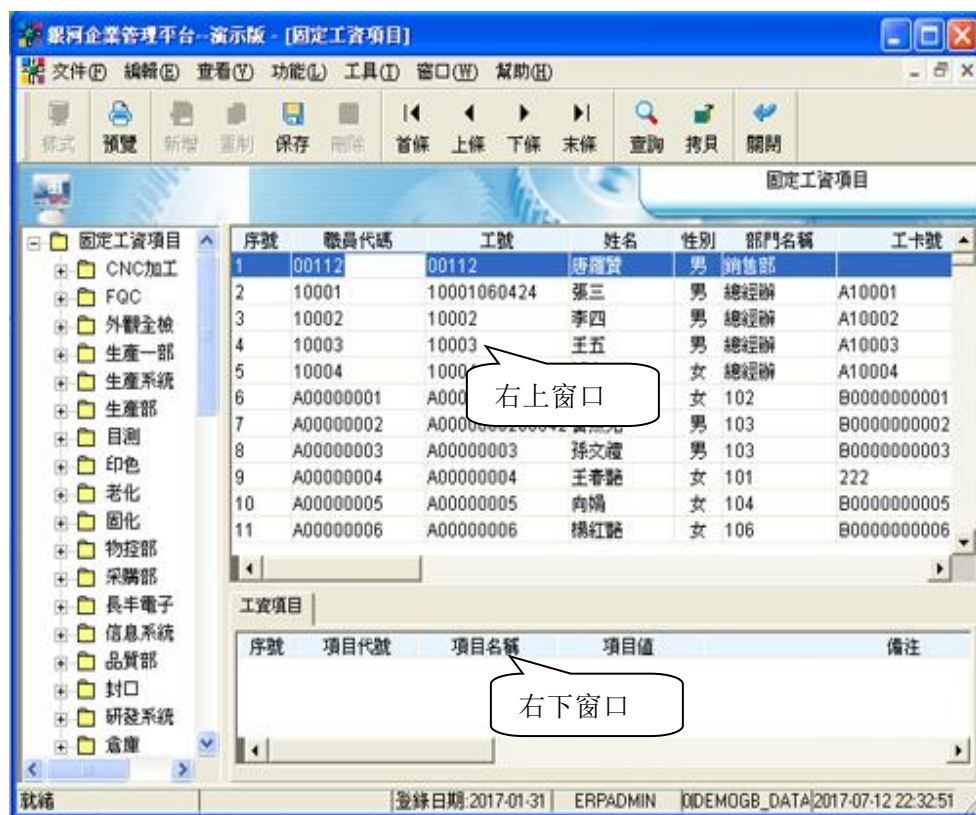 銀河企業管理平台--演示版 - [固定工資項目]
文件(F) 編輯(E) 查看(V) 功能(L) 工具(T) 窗口(W) 幫助(H)
樣式 預覽 新增 重制 保存 刪除 首條 上條 下條 末條 查詢 拷貝 關閉
固定工資項目
固定工資項目
CNC加工
FQC
外觀全檢
生產一部
生產系統
生產部
目測
印色
老化
固化
物控部
采購部
長丰電子
信息系統
品質部
封口
研發系統
倉庫
序號 職員代碼 工號 姓名 性別 部門名稱 工卡號
1 00112 00112 唐羅贊 男 銷售部
2 10001 10001060424 張三 男 總經辦 A10001
3 10002 10002 李四 男 總經辦 A10002
4 10003 10003 王五 男 總經辦 A10003
5 10004 女 總經辦 A10004
6 A00000001 女 102 B0000000001
7 A00000002 男 103 B0000000002
8 A00000003 A00000003 孫文禮 男 103 B0000000003
9 A00000004 A00000004 王春艷 女 101 222
10 A00000005 A00000005 向娟 女 104 B0000000005
11 A00000006 A00000006 楊紅艷 女 106 B0000000006
右上窗口
工資項目
序號 項目代號 項目名稱 項目值 備注
右下窗口
就緒 登錄日期:2017-01-31 ERPADMIN 0|DEMOGB_DATA 2017-07-12 22:32:51